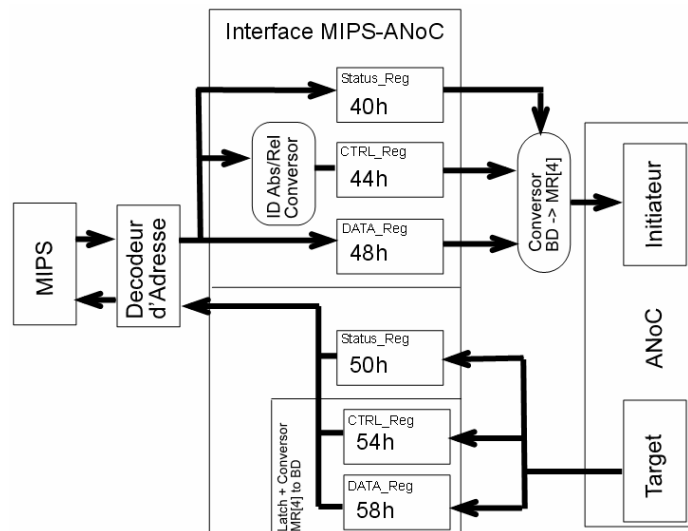 Interface MIPS-ANoC
Status_Reg
40h
ID Abs/Rel
Conversor
CTRL_Reg
44h
DATA_Reg
48h
Conversor
BD -> MR[4]
Initiateur
MIPS
Decodeur
d'Adresse
ANoC
Status_Reg
50h
Latch + Conversor
MR[4] to BD
CTRL_Reg
54h
DATA_Reg
58h
Target